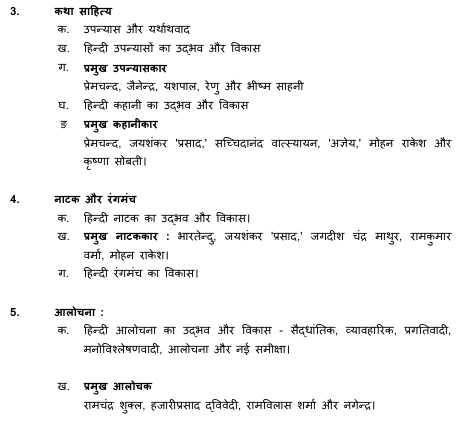 3. कथा साहित्य
क. उपन्यास और यर्थाथवाद
ख. हिन्दी उपन्यासों का उद्भव और विकास
ग. प्रमुख उपन्यासकार
प्रेमचन्द, जैनेन्द्र, यशपाल, रेणु और भीष्म साहनी
घ. हिन्दी कहानी का उद्भव और विकास
ङ प्रमुख कहानीकार
प्रेमचन्द, जयशंकर 'प्रसाद,' सच्चिदानंद वात्स्यायन, 'अज्ञेय,' मोहन राकेश और
कृष्णा सोबती।
4. नाटक और रंगमंच
क. हिन्दी नाटक का उद्भव और विकास।
ख. प्रमुख नाटककार : भारतेन्दु, जयशंकर 'प्रसाद,' जगदीश चंद्र माथुर, रामकुमार
वर्मा, मोहन राकेश।
ग. हिन्दी रंगमंच का विकास।
5. आलोचना :
क. हिन्दी आलोचना का उद्भव और विकास - सैद्धांतिक, व्यावहारिक, प्रगतिवादी,
मनोविश्लेषणवादी, आलोचना और नई समीक्षा।
ख. प्रमुख आलोचक
रामचंद्र शुक्ल, हजारीप्रसाद द्विवेदी, रामविलास शर्मा और नगेन्द्र।